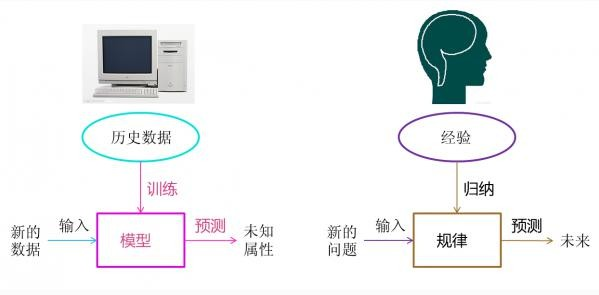 历史数据
训练
新的
数据
输入
模型
预测
未知
属性
经验
归纳
新的
问题
输入
规律
预测
未来